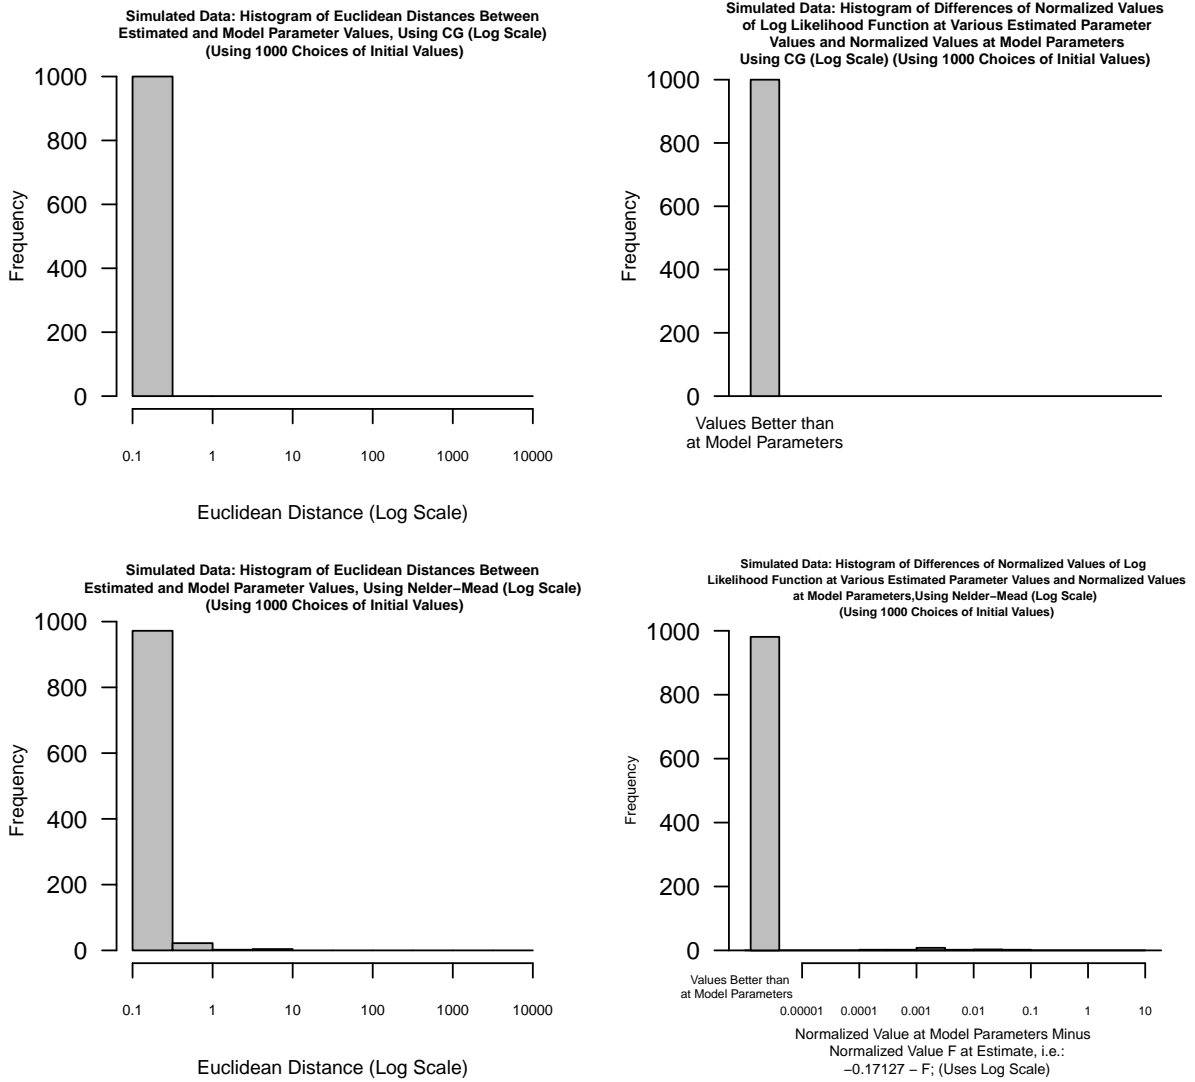 Simulated Data: Histogram of Euclidean Distances Between
Estimated and Model Parameter Values, Using CG (Log Scale)
(Using 1000 Choices of Initial Values)
Frequency
1000
800
600
400
200
0
0.1 1 10 100 1000 10000
Euclidean Distance (Log Scale)
Simulated Data: Histogram of Differences of Normalized Values
of Log Likelihood Function at Various Estimated Parameter
Values and Normalized Values at Model Parameters
Using CG (Log Scale) (Using 1000 Choices of Initial Values)
Frequency
1000
800
600
400
200
0
Values Better than
at Model Parameters
Simulated Data: Histogram of Euclidean Distances Between
Estimated and Model Parameter Values, Using Nelder−Mead (Log Scale)
(Using 1000 Choices of Initial Values)
Frequency
1000
800
600
400
200
0
0.1 1 10 100 1000 10000
Euclidean Distance (Log Scale)
Simulated Data: Histogram of Differences of Normalized Values of Log
Likelihood Function at Various Estimated Parameter Values and Normalized Values
at Model Parameters,Using Nelder−Mead (Log Scale)
(Using 1000 Choices of Initial Values)
Frequency
1000
800
600
400
200
0
Values Better than
at Model Parameters
0.00001 0.0001 0.001 0.01 0.1 1 10
Normalized Value at Model Parameters Minus
Normalized Value F at Estimate, i.e.:
−0.17127 − F; (Uses Log Scale)